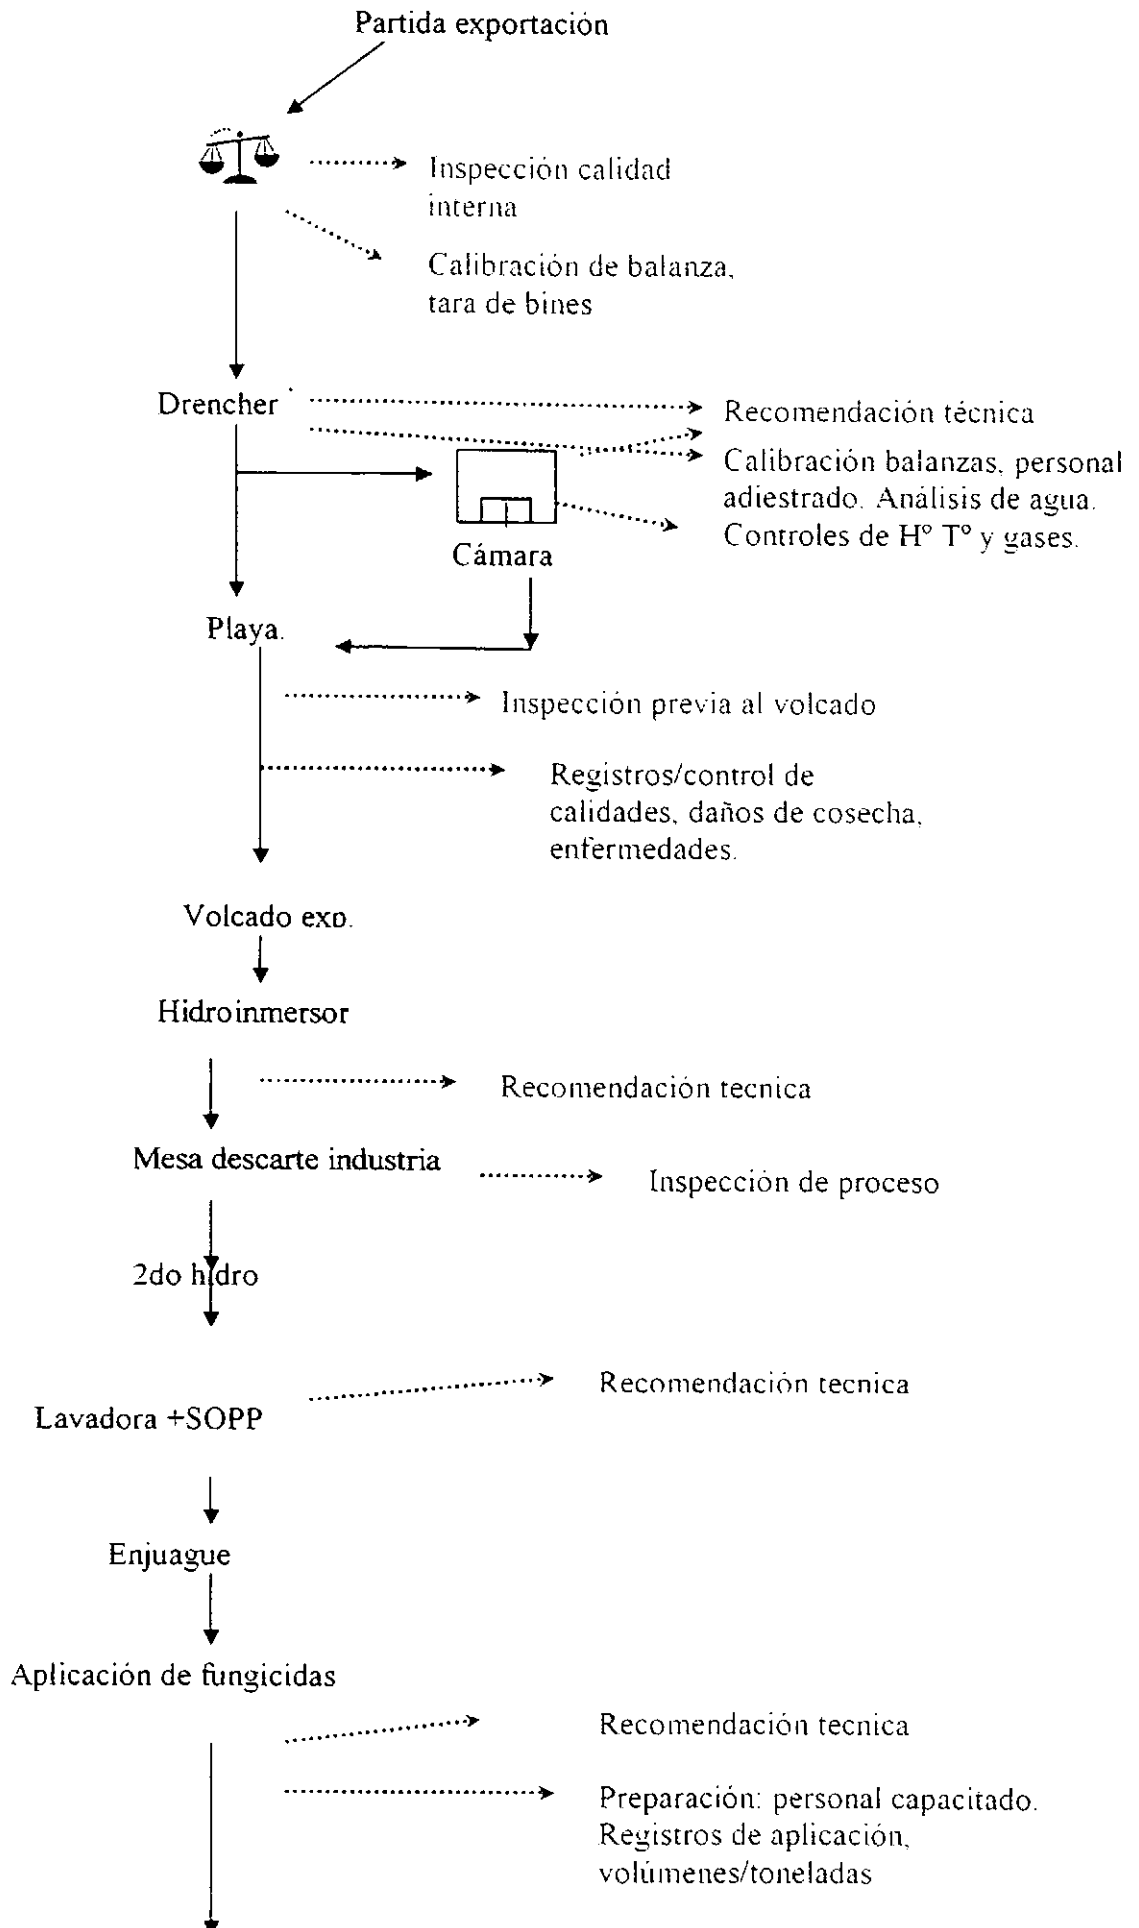 Partida exportación
Inspección calidad
interna
Calibración de balanza,
tara de bines
Drencher
Recomendación técnica
Calibración balanzas, personal
adiestrado. Análisis de agua.
Controles de Hº Tº y gases.
Cámara
Playa.
Inspección previa al volcado
Registros/control de
calidades, daños de cosecha,
enfermedades.
Volcado exp.
Hidroinmersor
Recomendación tecnica
Mesa descarte industria
Inspección de proceso
2do hidro
Recomendación tecnica
Lavadora +SOPP
Enjuague
Aplicación de fungicidas
Recomendación tecnica
Preparación: personal capacitado.
Registros de aplicación,
volúmenes/toneladas